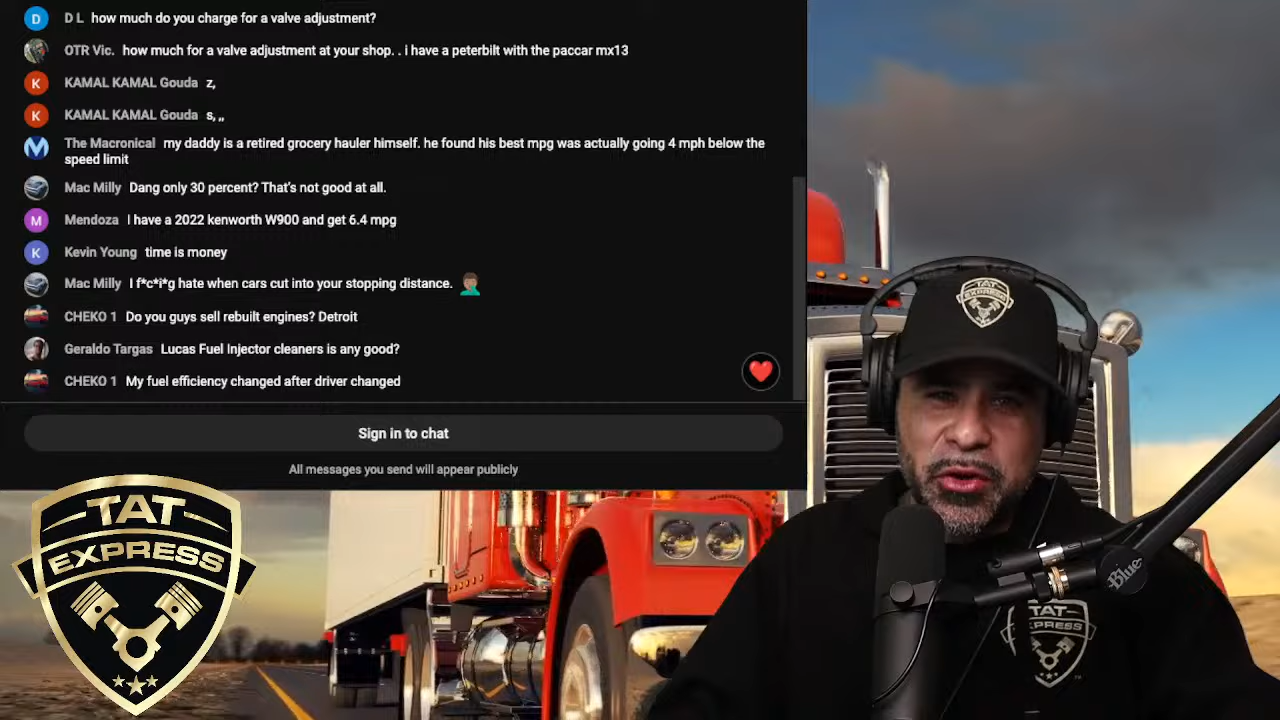 D
D L how much do you charge for a valve adjustment?
OTR Vic. how much for a valve adjustment at your shop. . i have a peterbilt with the paccar mx13
K
KAMAL KAMAL Gouda z,
K
KAMAL KAMAL Gouda s, ,,
The Macronical my daddy is a retired grocery hauler himself. he found his best mpg was actually going 4 mph below the
speed limit
Mac Milly Dang only 30 percent? That's not good at all.
M
Mendoza I have a 2022 kenworth W900 and get 6.4 mpg
K
Kevin Young time is money
Mac Milly I f*c*i*g hate when cars cut into your stopping distance.
CHEKO 1 Do you guys sell rebuilt engines? Detroit
Geraldo Targas Lucas Fuel Injector cleaners is any good?
CHEKO 1 My fuel efficiency changed after driver changed
Sign in to chat
All messages you send will appear publicly
TAT
EXPRESS
TAT
EXPRESS
Blue
TAT
EXPRESS